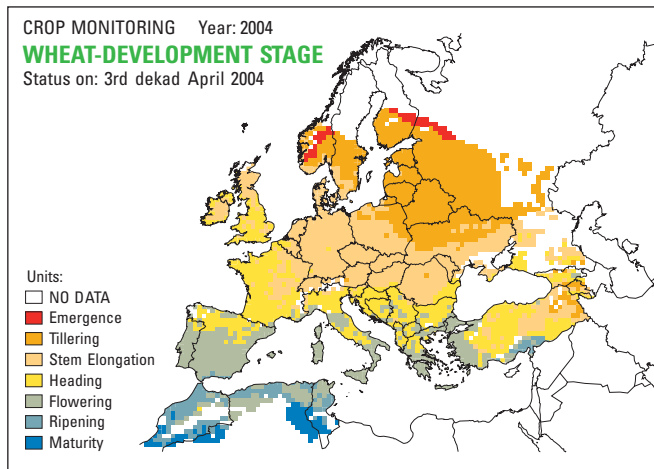 CROP MONITORING Year: 2004
WHEAT-DEVELOPMENT STAGE
Status on: 3rd dekad April 2004
Units:
NO DATA
Emergence
Tillering
Stem Elongation
Heading
Flowering
Ripening
Maturity